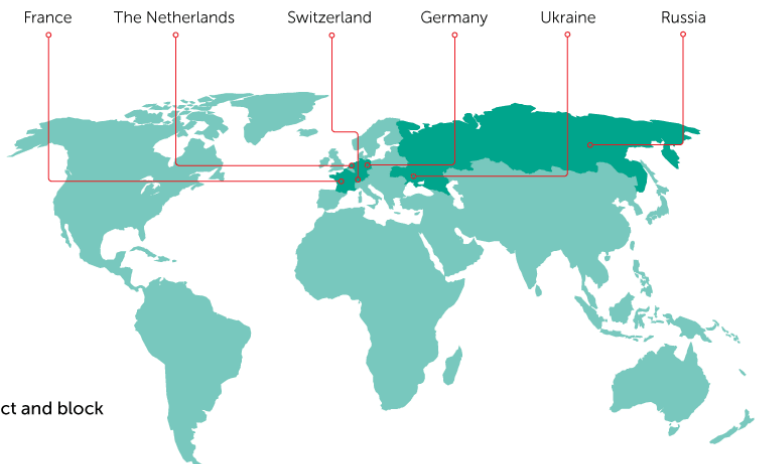 France The Netherlands Switzerland Germany Ukraine Russia
ct and block